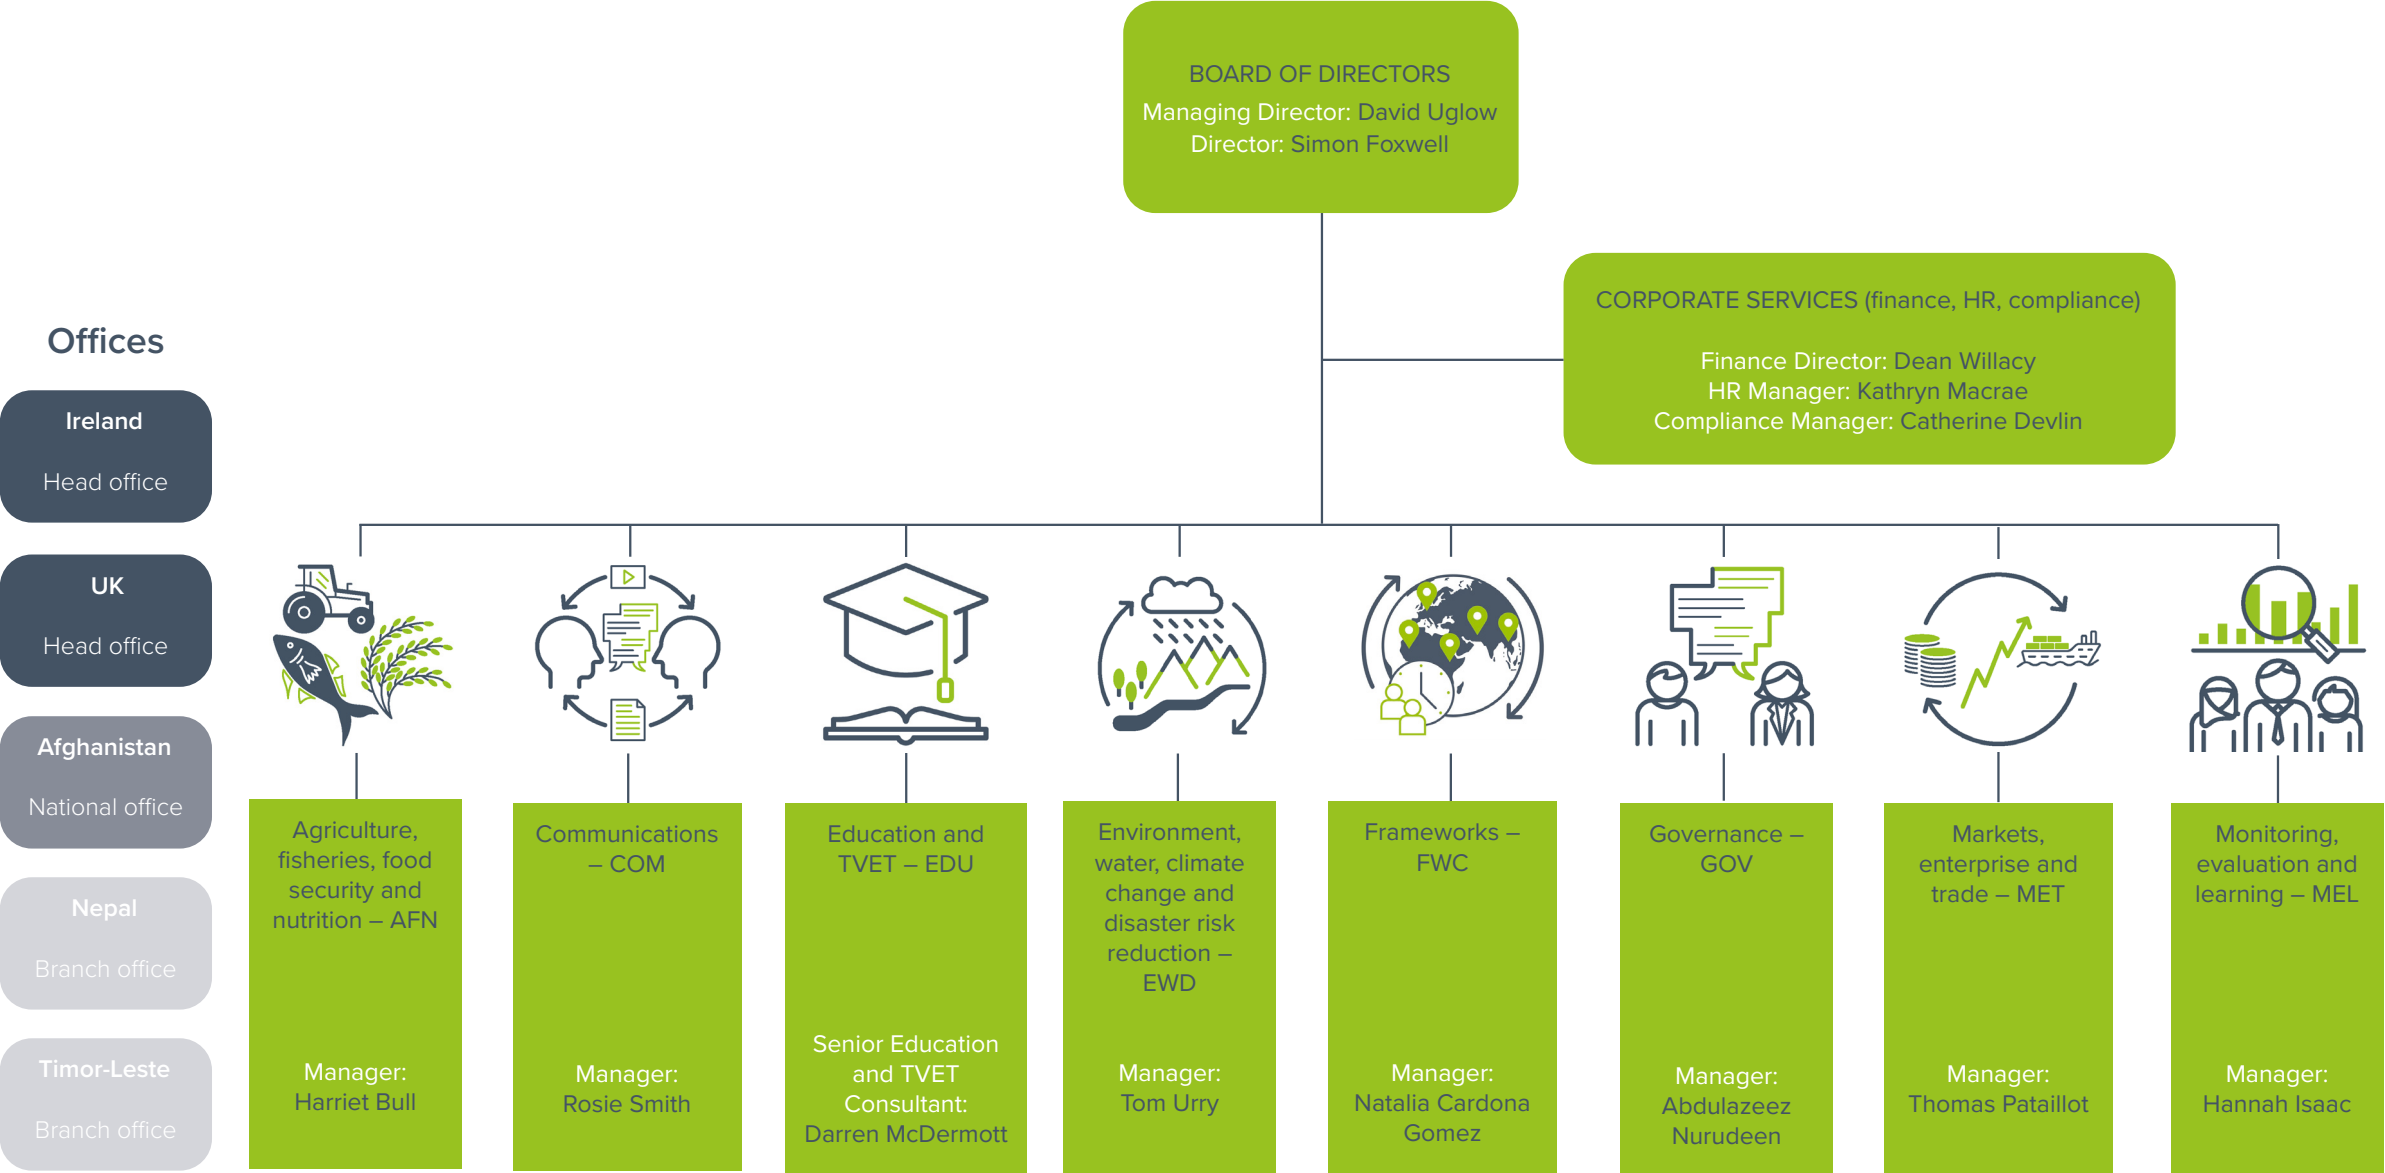 BOARD OF DIRECTORS
Managing Director: David Uglow
Director: Simon Foxwell
CORPORATE SERVICES (finance, HR, compliance)
Finance Director: Dean Willacy
HR Manager: Kathryn Macrae
Compliance Manager: Catherine Devlin
Offices
Ireland
Head office
UK
Head office
Afghanistan
National office
Nepal
Branch office
Timor-Leste
Branch office
Agriculture,
fisheries, food
security and
nutrition – AFN
Manager:
Harriet Bull
Communications
– COM
Manager:
Rosie Smith
Education and
TVET – EDU
Senior Education
and TVET
Consultant:
Darren McDermott
Environment,
water, climate
change and
disaster risk
reduction –
EWD
Manager:
Tom Urry
Frameworks –
FWC
Manager:
Natalia Cardona
Gomez
Governance –
GOV
Manager:
Abdulazeez
Nurudeen
Markets,
enterprise and
trade – MET
Manager:
Thomas Pataillot
Monitoring,
evaluation and
learning – MEL
Manager:
Hannah Isaac